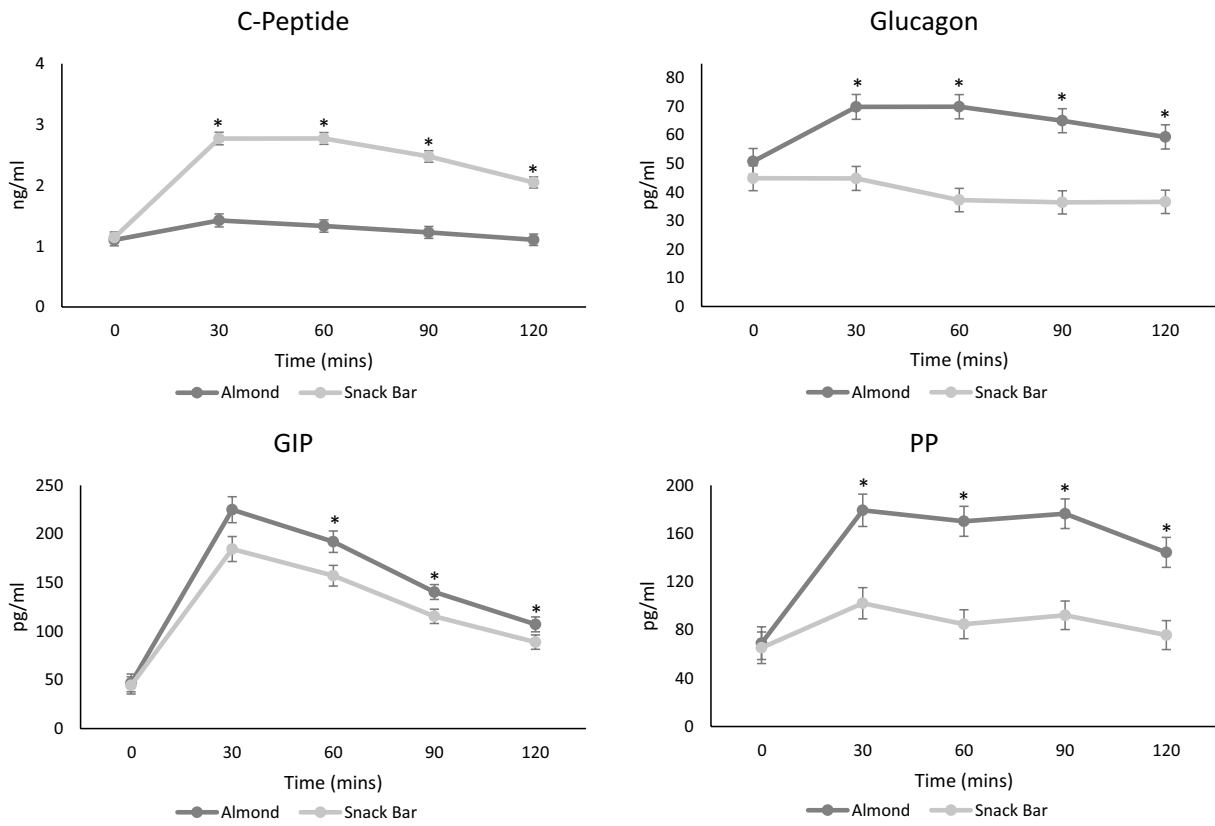 C-Peptide
4
3
2
1
0
ng/ml
* * * *
0 30 60 90 120
Time (mins)
Almond Snack Bar
Glucagon
80
70
60
50
40
30
20
10
0
pg/ml
* * * *
0 30 60 90 120
Time (mins)
Almond Snack Bar
GIP
250
200
150
100
50
0
pg/ml
* * *
0 30 60 90 120
Time (mins)
Almond Snack Bar
PP
200
160
120
80
40
0
pg/ml
* * * *
0 30 60 90 120
Time (mins)
Almond Snack Bar